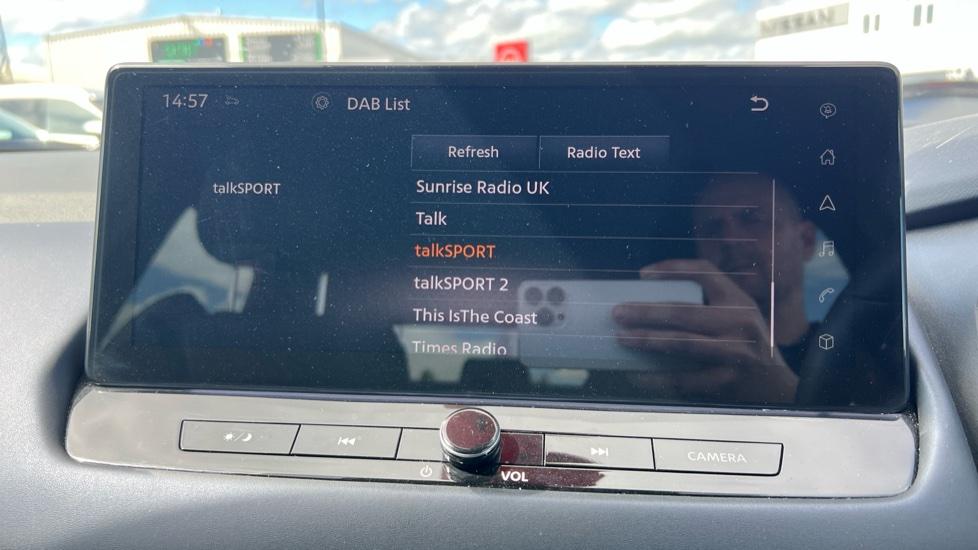 NISSAN
14:57 DAB List
Refresh Radio Text
talkSPORT
Sunrise Radio UK
Talk
talkSPORT
talkSPORT 2
This IsThe Coast
Times Radio
CAMERA
VOL